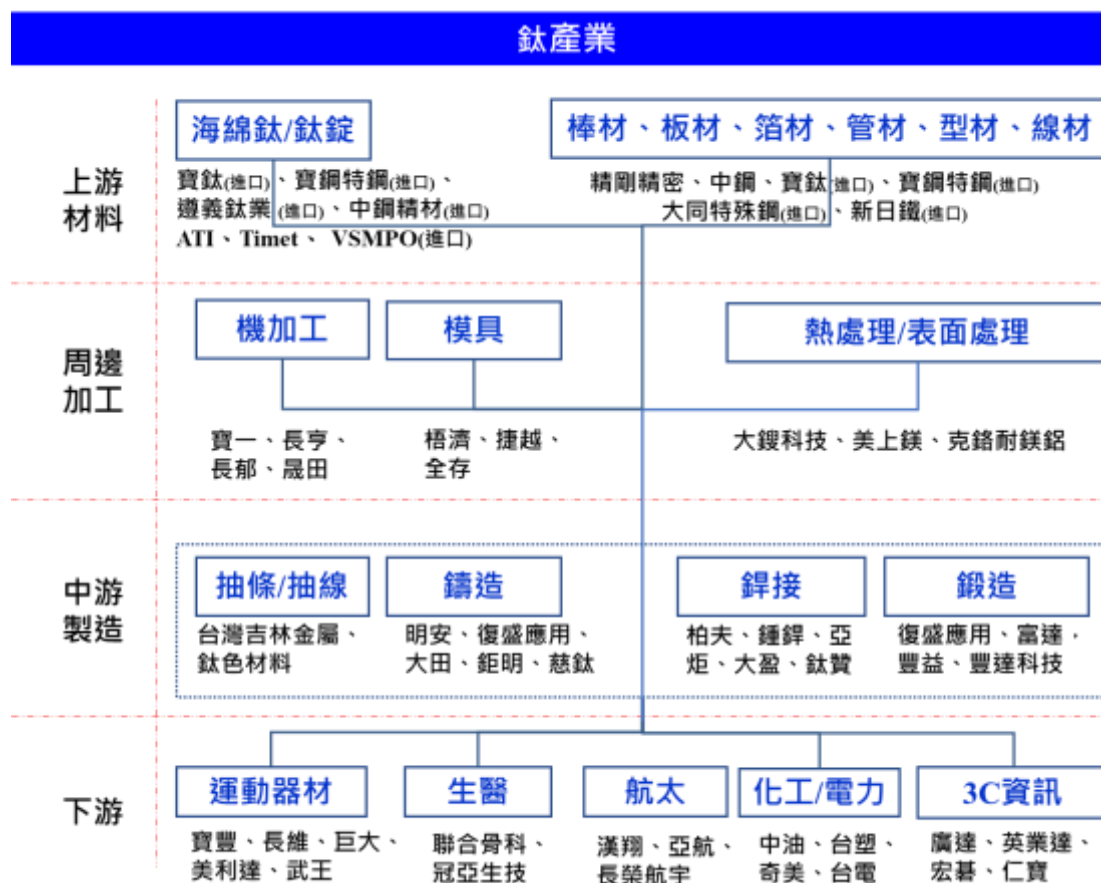 鈦產業
上游
材料
海綿鈦/鈦錠
寶鈦(進口)、寶鋼特鋼(進口)、
遵義鈦業(進口)、中鋼精材(進口)
ATI、Timet、 VSMPO(進口)
棒材、板材、箔材、管材、型材、線材
精剛精密、中鋼、寶鈦(進口)、寶鋼特鋼(進口)
大同特殊鋼(進口)、新日鐵(進口)
周邊
加工
機加工
寶一、長亨、
長郁、晟田
模具
梧濟、捷越、
全存
熱處理/表面處理
大鎪科技、美上鎂、克鉻耐鎂鋁
中游
製造
抽條/抽線
台灣吉林金屬、
鈦色材料
鑄造
明安、復盛應用、
大田、鉅明、慈鈦
銲接
柏夫、鍾銲、亞
炬、大盈、鈦贊
鍛造
復盛應用、富達,
豐益、豐達科技
下游
運動器材
寶豐、長維、巨大、
美利達、武王
生醫
聯合骨科、
冠亞生技
航太
漢翔、亞航、
長榮航宇
化工/電力
中油、台塑、
奇美、台電
3C資訊
廣達、英業達、
宏碁、仁寶